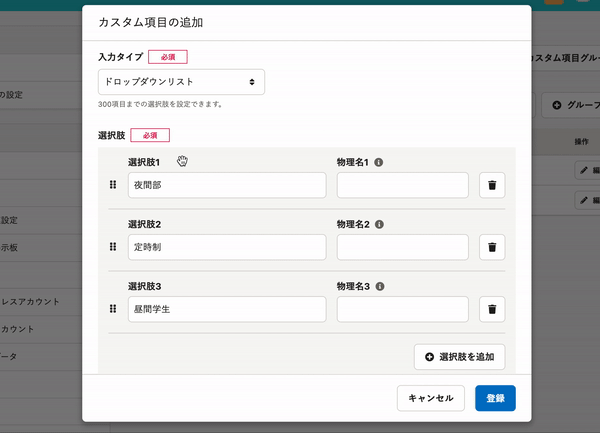 カスタム項目の追加
入力タイプ 必須
ドロップダウンリスト
300項目までの選択肢を設定できます。
選択肢 必須
選択肢1 物理名1
夜間部
選択肢2 物理名2
定時制
選択肢3 物理名3
昼間学生
選択肢を追加
キャンセル 登録
の設定
設定
示板
レスアカウント
カウント
ータ
カスタム項目グルー
グループ
操作
編
編